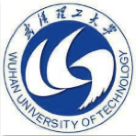 武汉理工大学
WUHAN UNIVERSITY OF TECHNOLOGY